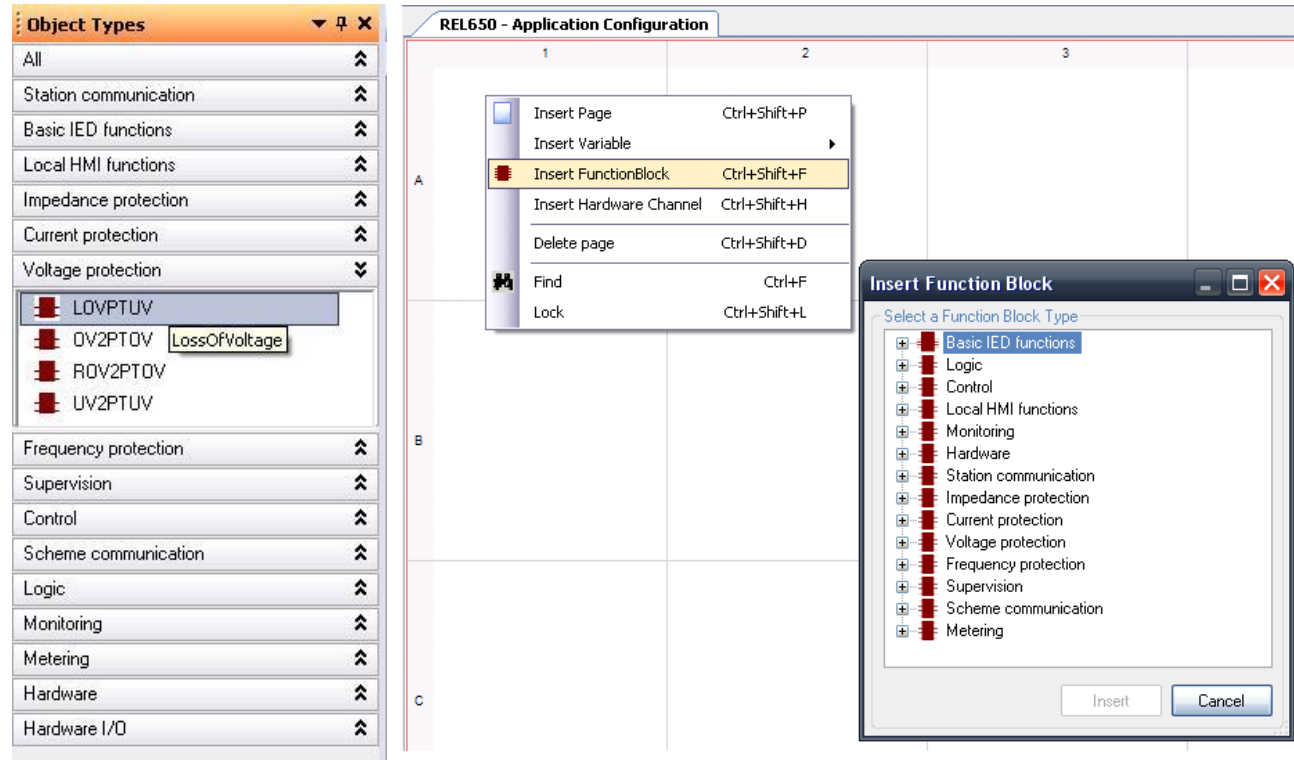 Object Types
All
Station communication
Basic IED functions
Local HMI functions
Impedance protection
Current protection
Voltage protection
LOVPTUV
OV2PTOV
LossOfVoltage
ROV2PTOV
UV2PTUV
Frequency protection
Supervision
Control
Scheme communication
Logic
Monitoring
Metering
Hardware
Hardware I/O
REL650 - Application Configuration
1 2 3
A
B
C
Insert Page Ctrl+Shift+P
Insert Variable
Insert FunctionBlock Ctrl+Shift+F
Insert Hardware Channel Ctrl+Shift+H
Delete page Ctrl+Shift+D
Find Ctrl+F
Lock Ctrl+Shift+L
Insert Function Block
Select a Function Block Type
Basic IED functions
Logic
Control
Local HMI functions
Monitoring
Hardware
Station communication
Impedance protection
Current protection
Voltage protection
Frequency protection
Supervision
Scheme communication
Metering
Insert Cancel